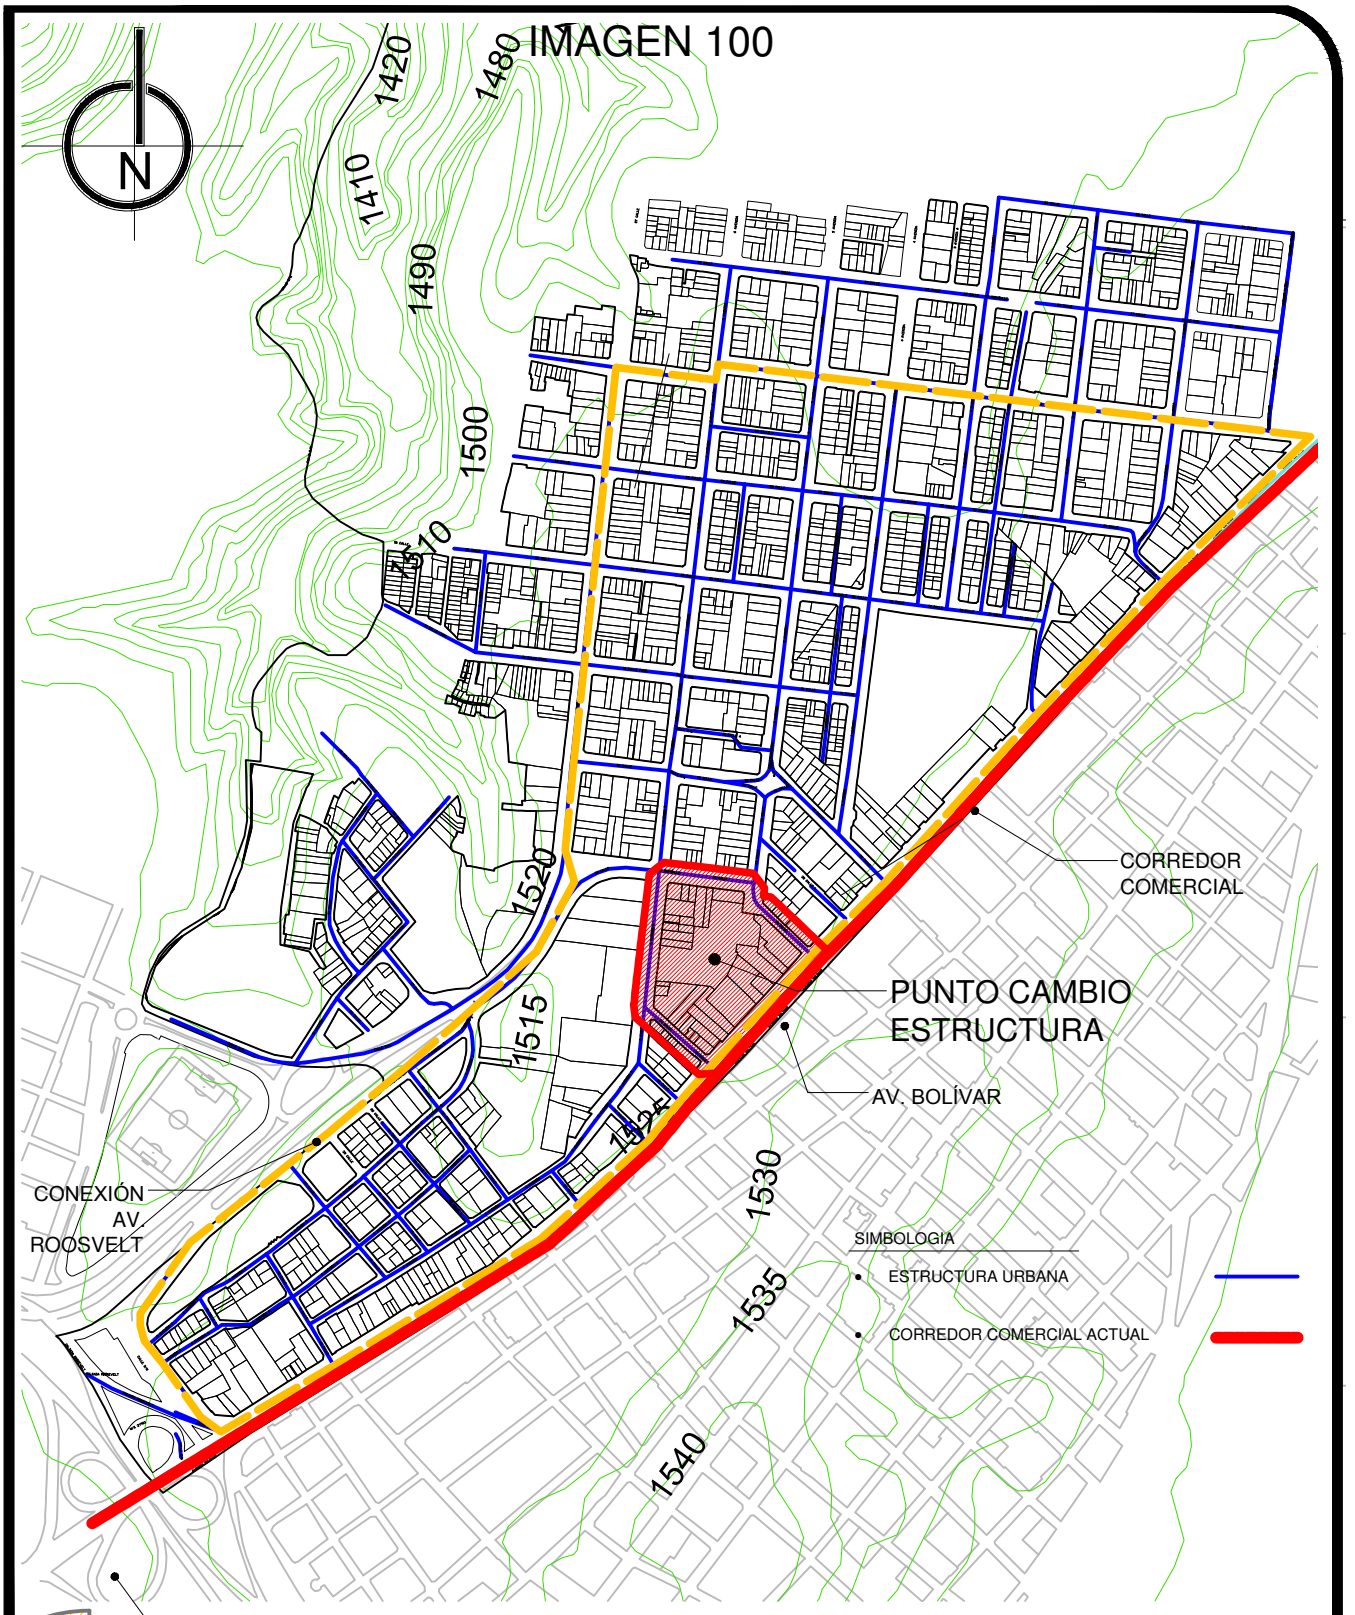 IMAGEN 100
N
1420
1480
1410
1490
1500
1510
1520
1515
1525
1530
1535
1540
CORREDOR
COMERCIAL
PUNTO CAMBIO
ESTRUCTURA
AV. BOLÍVAR
CONEXIÓN
AV.
ROOSVELT
SIMBOLOGIA
ESTRUCTURA URBANA
CORREDOR COMERCIAL ACTUAL